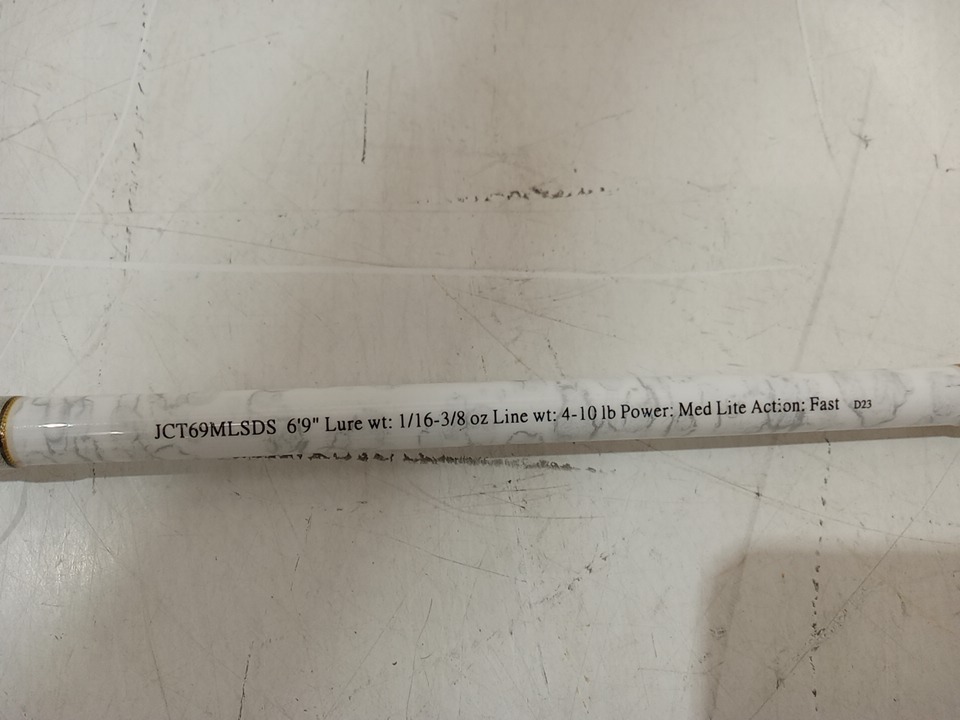 JCT69MLSDS 6'9" Lure wt: 1/16-3/8 oz Line wt: 4-10 lb Power: Med Lite Action: Fast D23